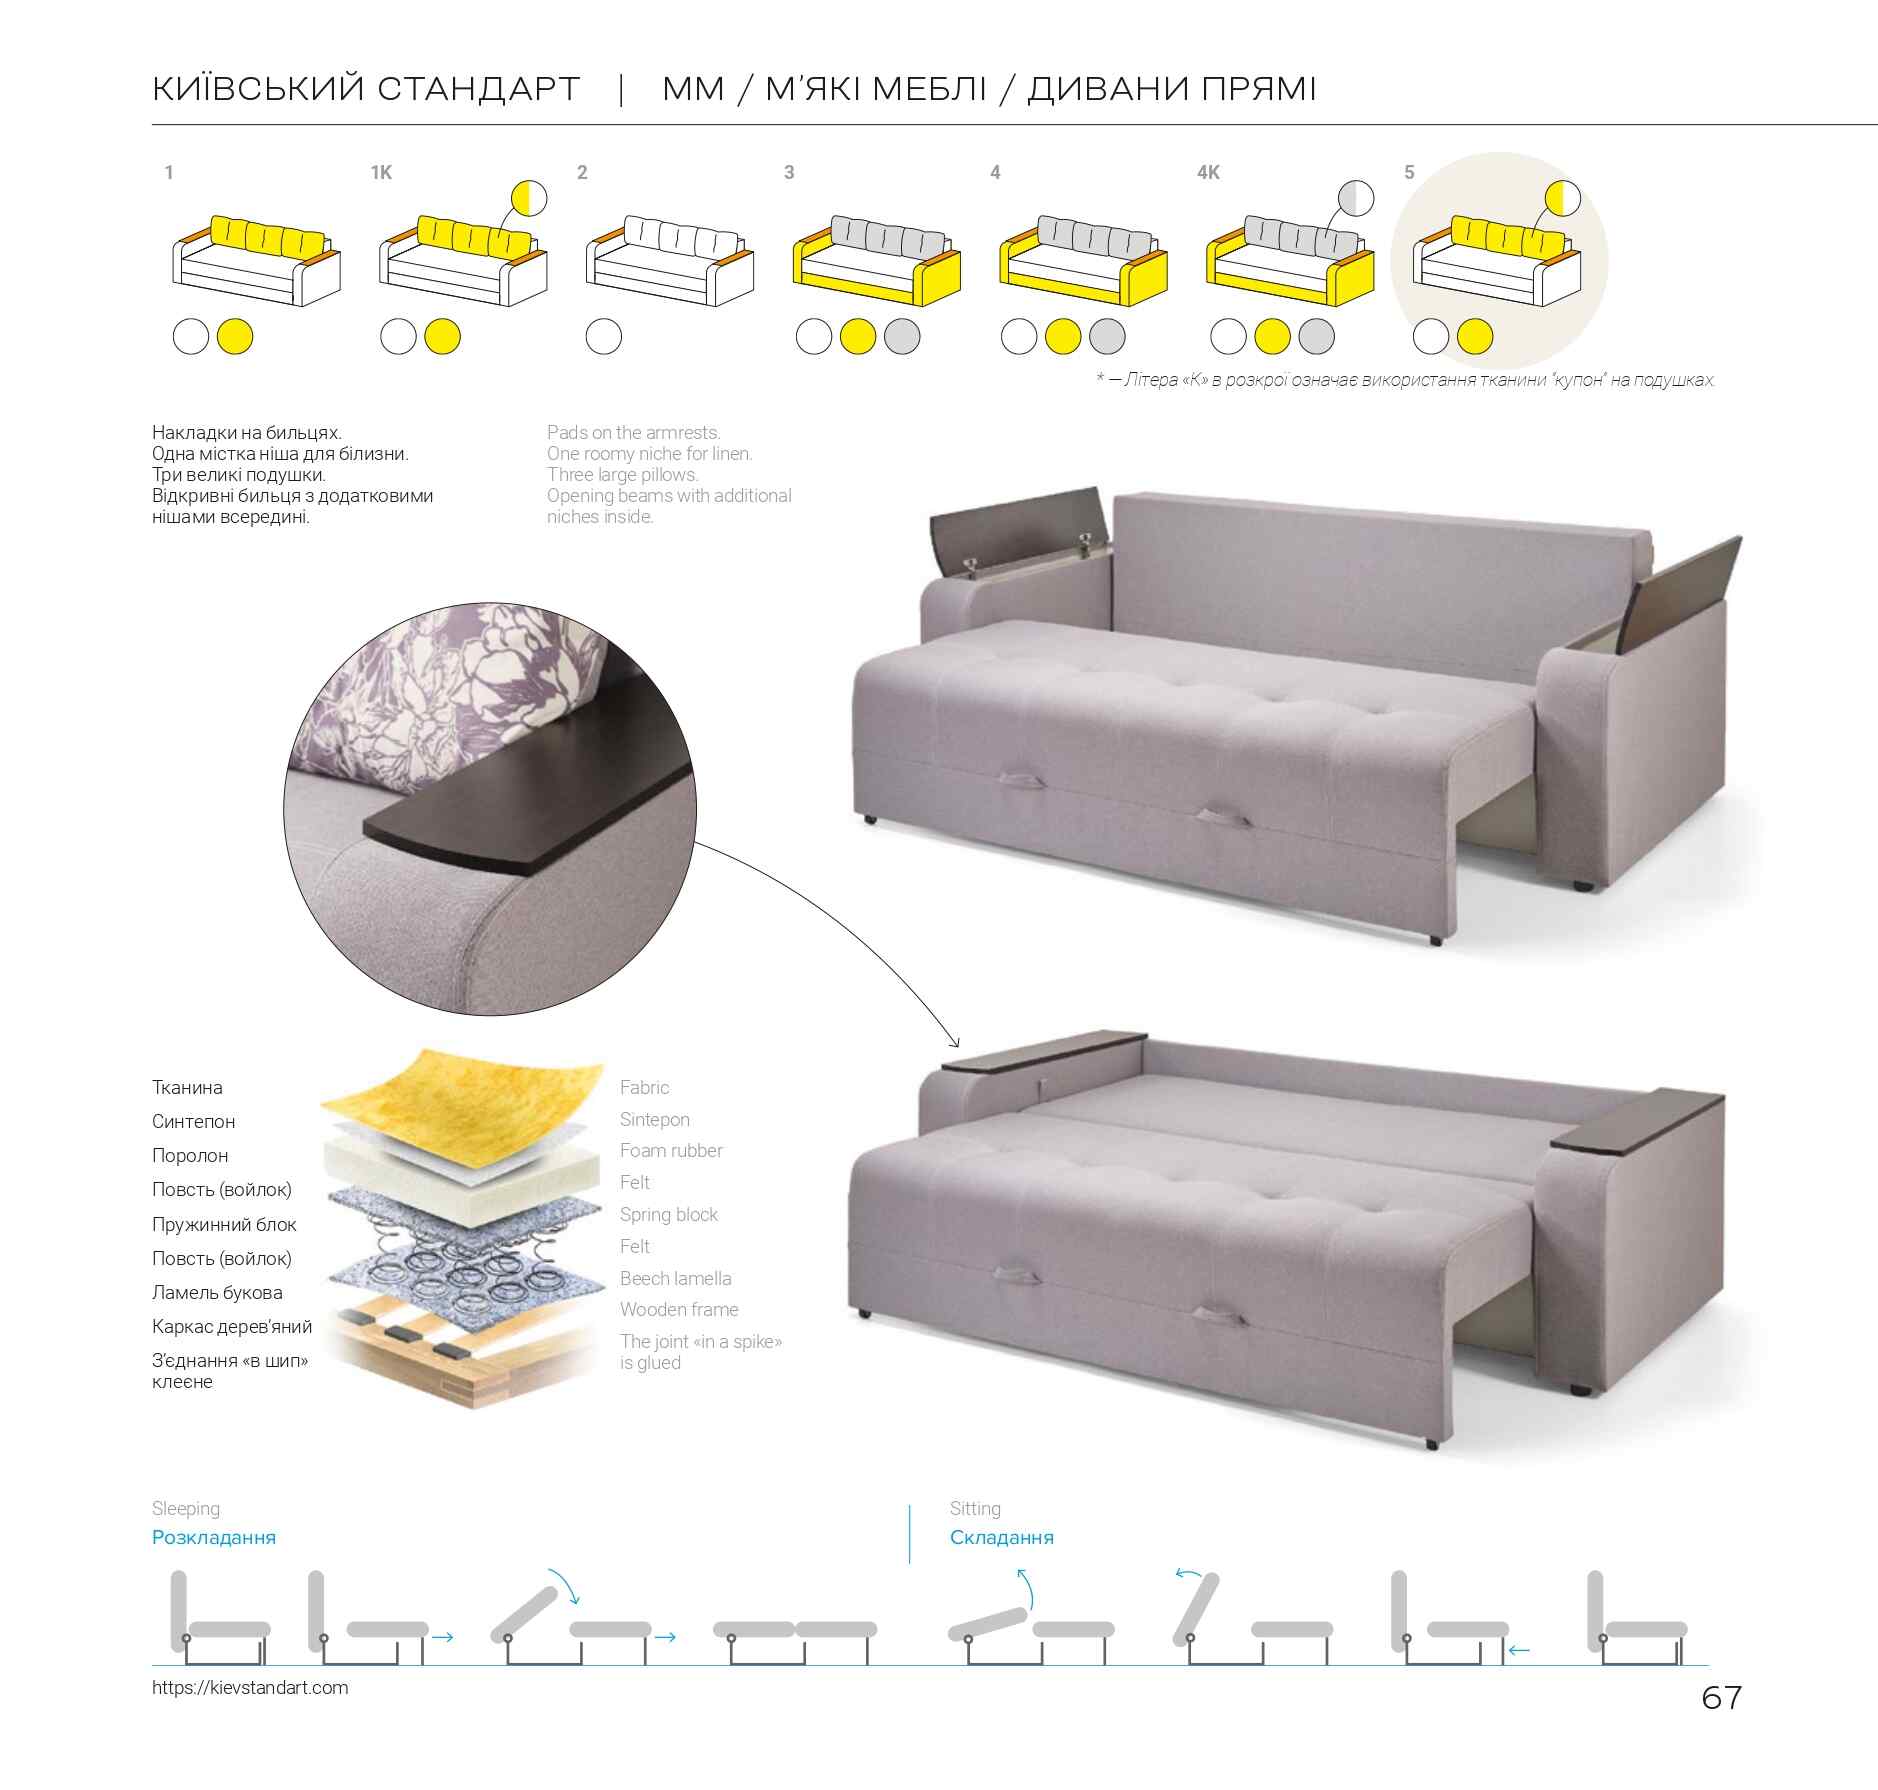 КИЇВСЬКИЙ СТАНДАРТ | ММ / М'ЯКІ МЕБЛІ / ДИВАНИ ПРЯМІ
1 1K 2 3 4 4K 5
* — Літера «К» в розкрої означає використання тканини "купон" на подушках.
Накладки на бильцях.
Одна містка ніша для білизни.
Три великі подушки.
Відкривні бильця з додатковими
нішами всередині.
Pads on the armrests.
One roomy niche for linen.
Three large pillows.
Opening beams with additional
niches inside.
Тканина
Синтепон
Поролон
Повсть (войлок)
Пружинний блок
Повсть (войлок)
Ламель букова
Каркас дерев'яний
З'єднання «в шип»
клеєне
Fabric
Sintepon
Foam rubber
Felt
Spring block
Felt
Beech lamella
Wooden frame
The joint «in a spike»
is glued
Sleeping
Розкладання
Sitting
Складання
https://kievstandart.com
67